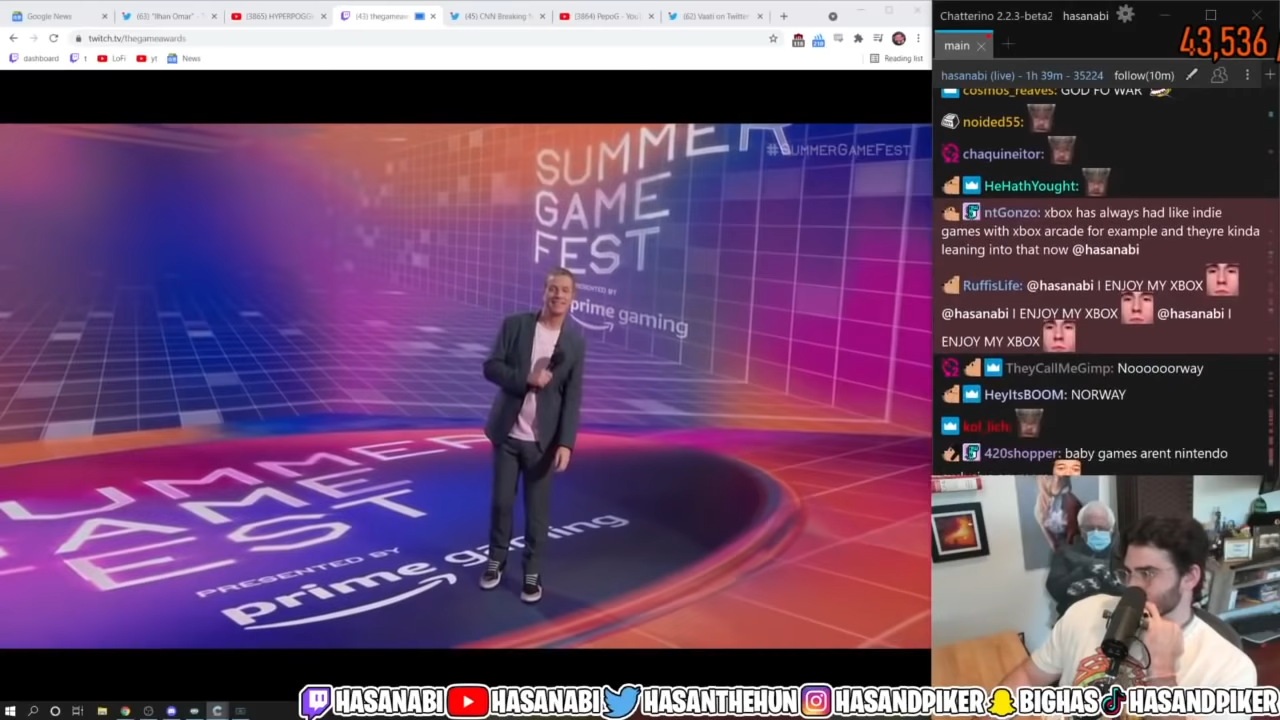 Google News
(63) "Ilhan Omar" - T
(3865) HYPERPOGG
(43) thegameaw
(45) CNN Breaking
(3864) PepoG - You
(62) Vaati on Twitter
twitch.tv/thegameawards
dashboard
t
LoFi
yt
News
Reading list
SUMMER
GAME
FEST
PRESENTED BY
prime gaming
#SUMMERGAMEFEST
SUMMER
GAME
FEST
PRESENTED BY
prime gaming
Chatterino 2.2.3-beta2
hasanabi
main
43,536
hasanabi (live) - 1h 39m - 35224
follow(10m)
cosmos_reaves: GOD FO WAR
noided55:
chaquineitor:
HeHathYought:
ntGonzo: xbox has always had like indie
games with xbox arcade for example and theyre kinda
leaning into that now @hasanabi
RuffisLife: @hasanabi I ENJOY MY XBOX
@hasanabi I ENJOY MY XBOX @hasanabi I
ENJOY MY XBOX
TheyCallMeGimp: Noooooorway
HeyItsBOOM: NORWAY
kol_lich:
420shopper: baby games arent nintendo
HASANABI HASANABI HASANTHEHUN HASANDPIKER BIGHAS HASANDPIKER